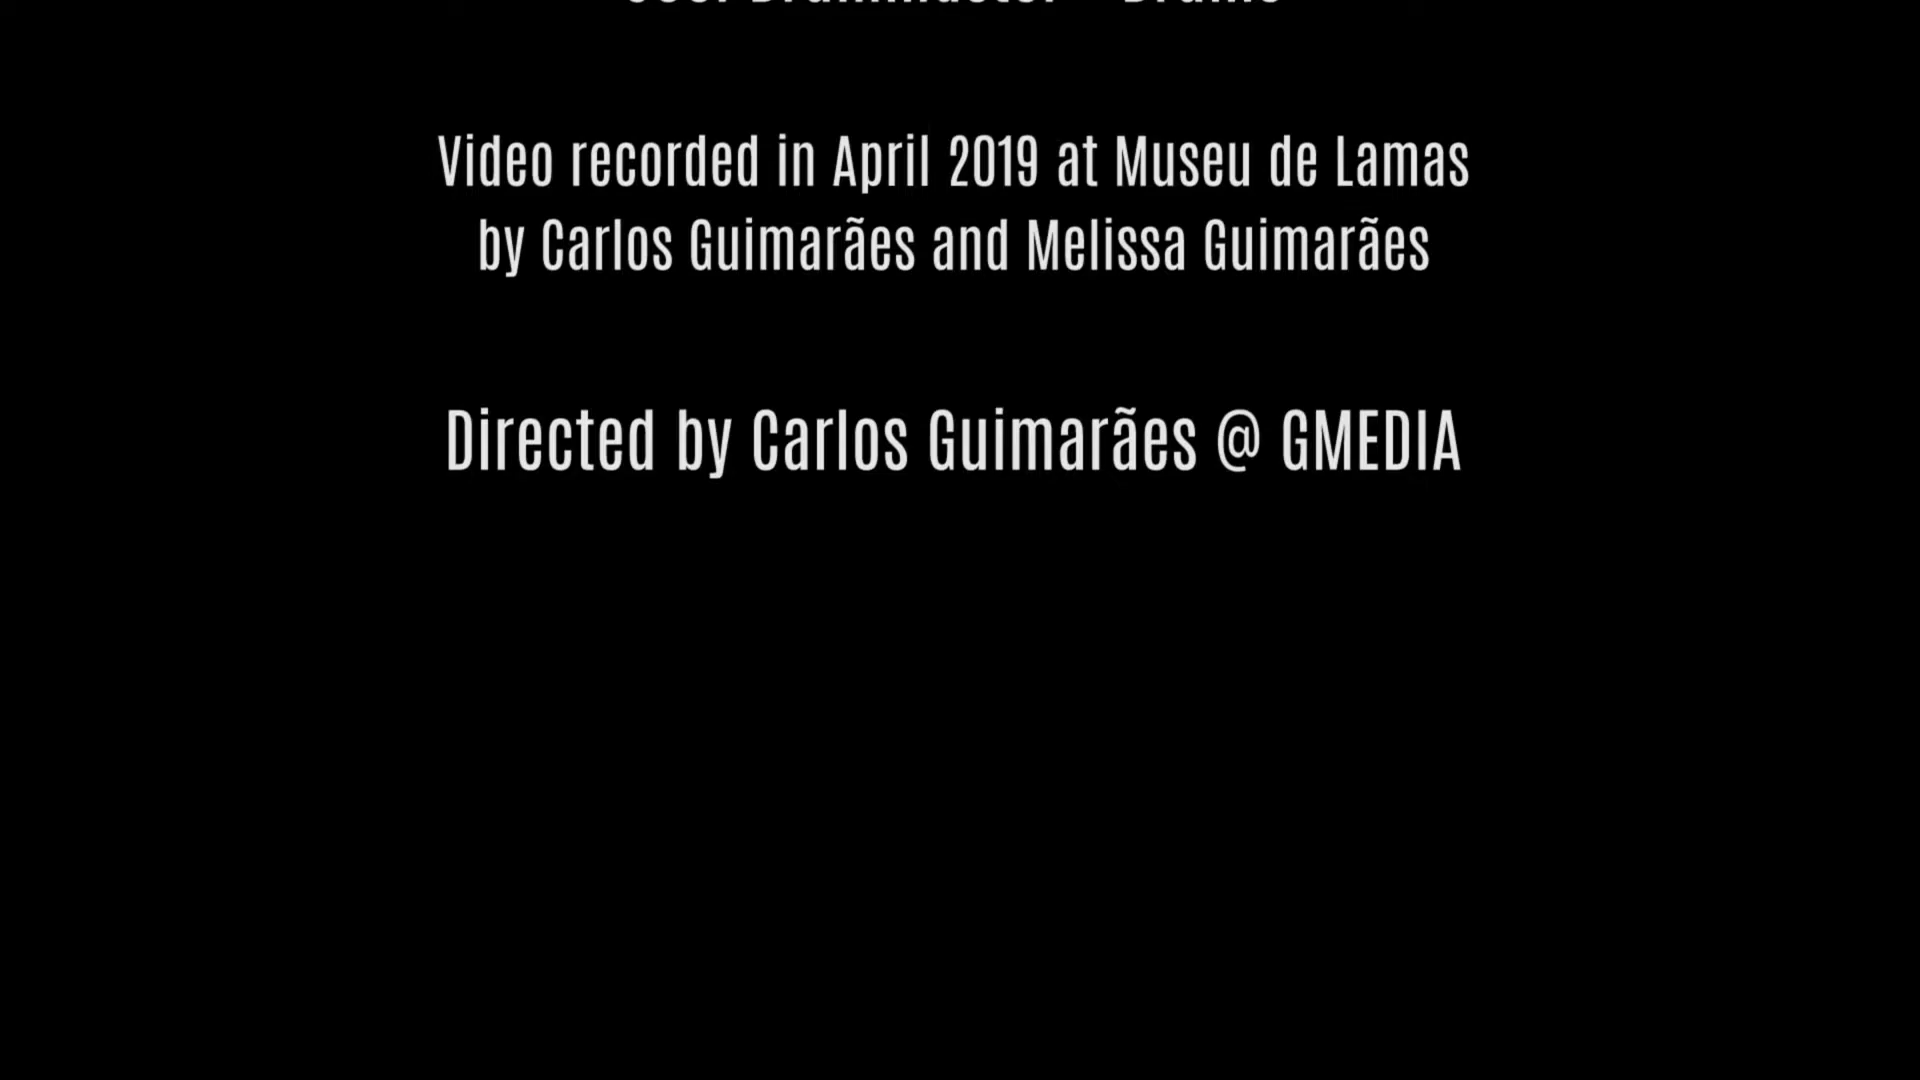 Video recorded in April 2019 at Museu de Lamas
by Carlos Guimarães and Melissa Guimarães
Directed by Carlos Guimarães @ GMEDIA